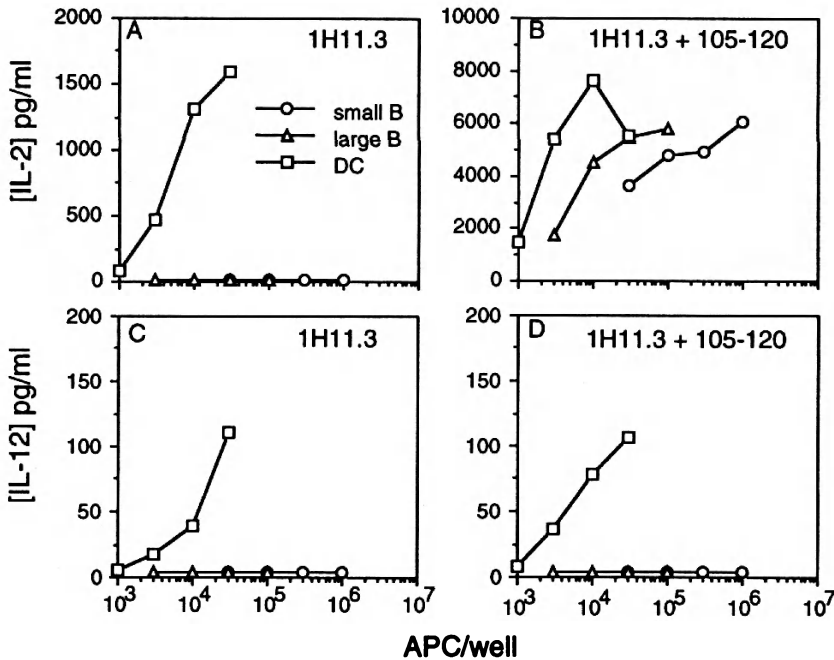 A
1H11.3
[IL-2] pg/ml
2000
1500
1000
500
0
small B
large B
DC
B
1H11.3 + 105-120
10000
8000
6000
4000
2000
0
C
1H11.3
[IL-12] pg/ml
200
150
100
50
0
10³ 10⁴ 10⁵ 10⁶ 10⁷
D
1H11.3 + 105-120
200
150
100
50
0
10³ 10⁴ 10⁵ 10⁶ 10⁷
APC/well